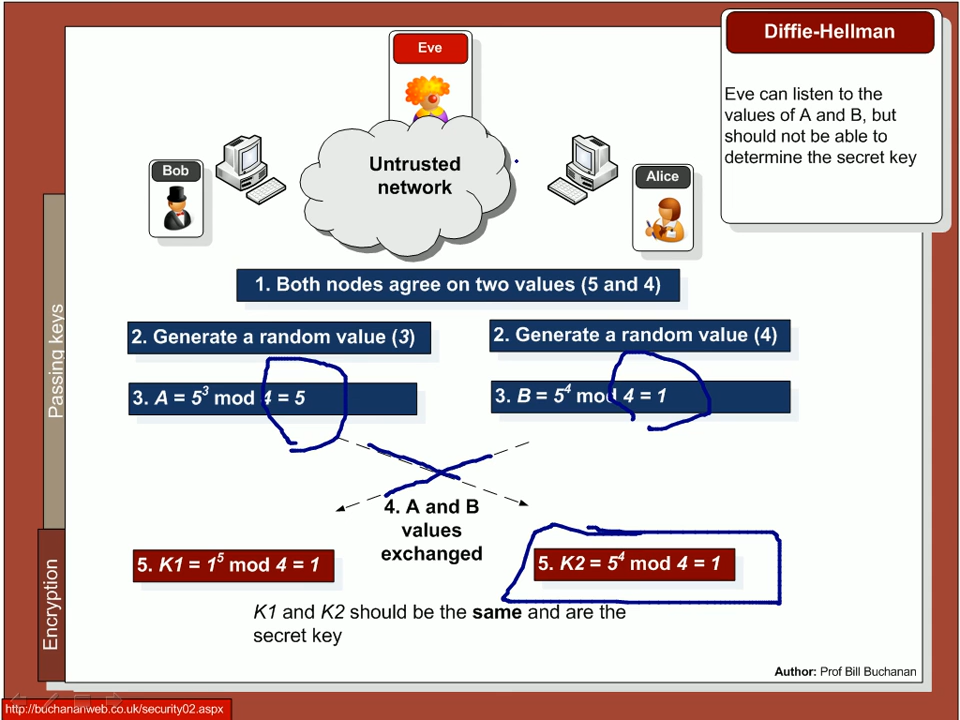 Diffie-Hellman
Eve can listen to the
values of A and B, but
should not be able to
determine the secret key
Eve
Untrusted
network
Bob
Alice
1. Both nodes agree on two values (5 and 4)
2. Generate a random value (3)
2. Generate a random value (4)
3. A = 5³ mod 4 = 5
3. B = 5⁴ mod 4 = 1
4. A and B
values
exchanged
5. K1 = 1⁵ mod 4 = 1
5. K2 = 5⁴ mod 4 = 1
K1 and K2 should be the same and are the
secret key
Passing keys
Encryption
Author: Prof Bill Buchanan
http://buchananweb.co.uk/security02.aspx